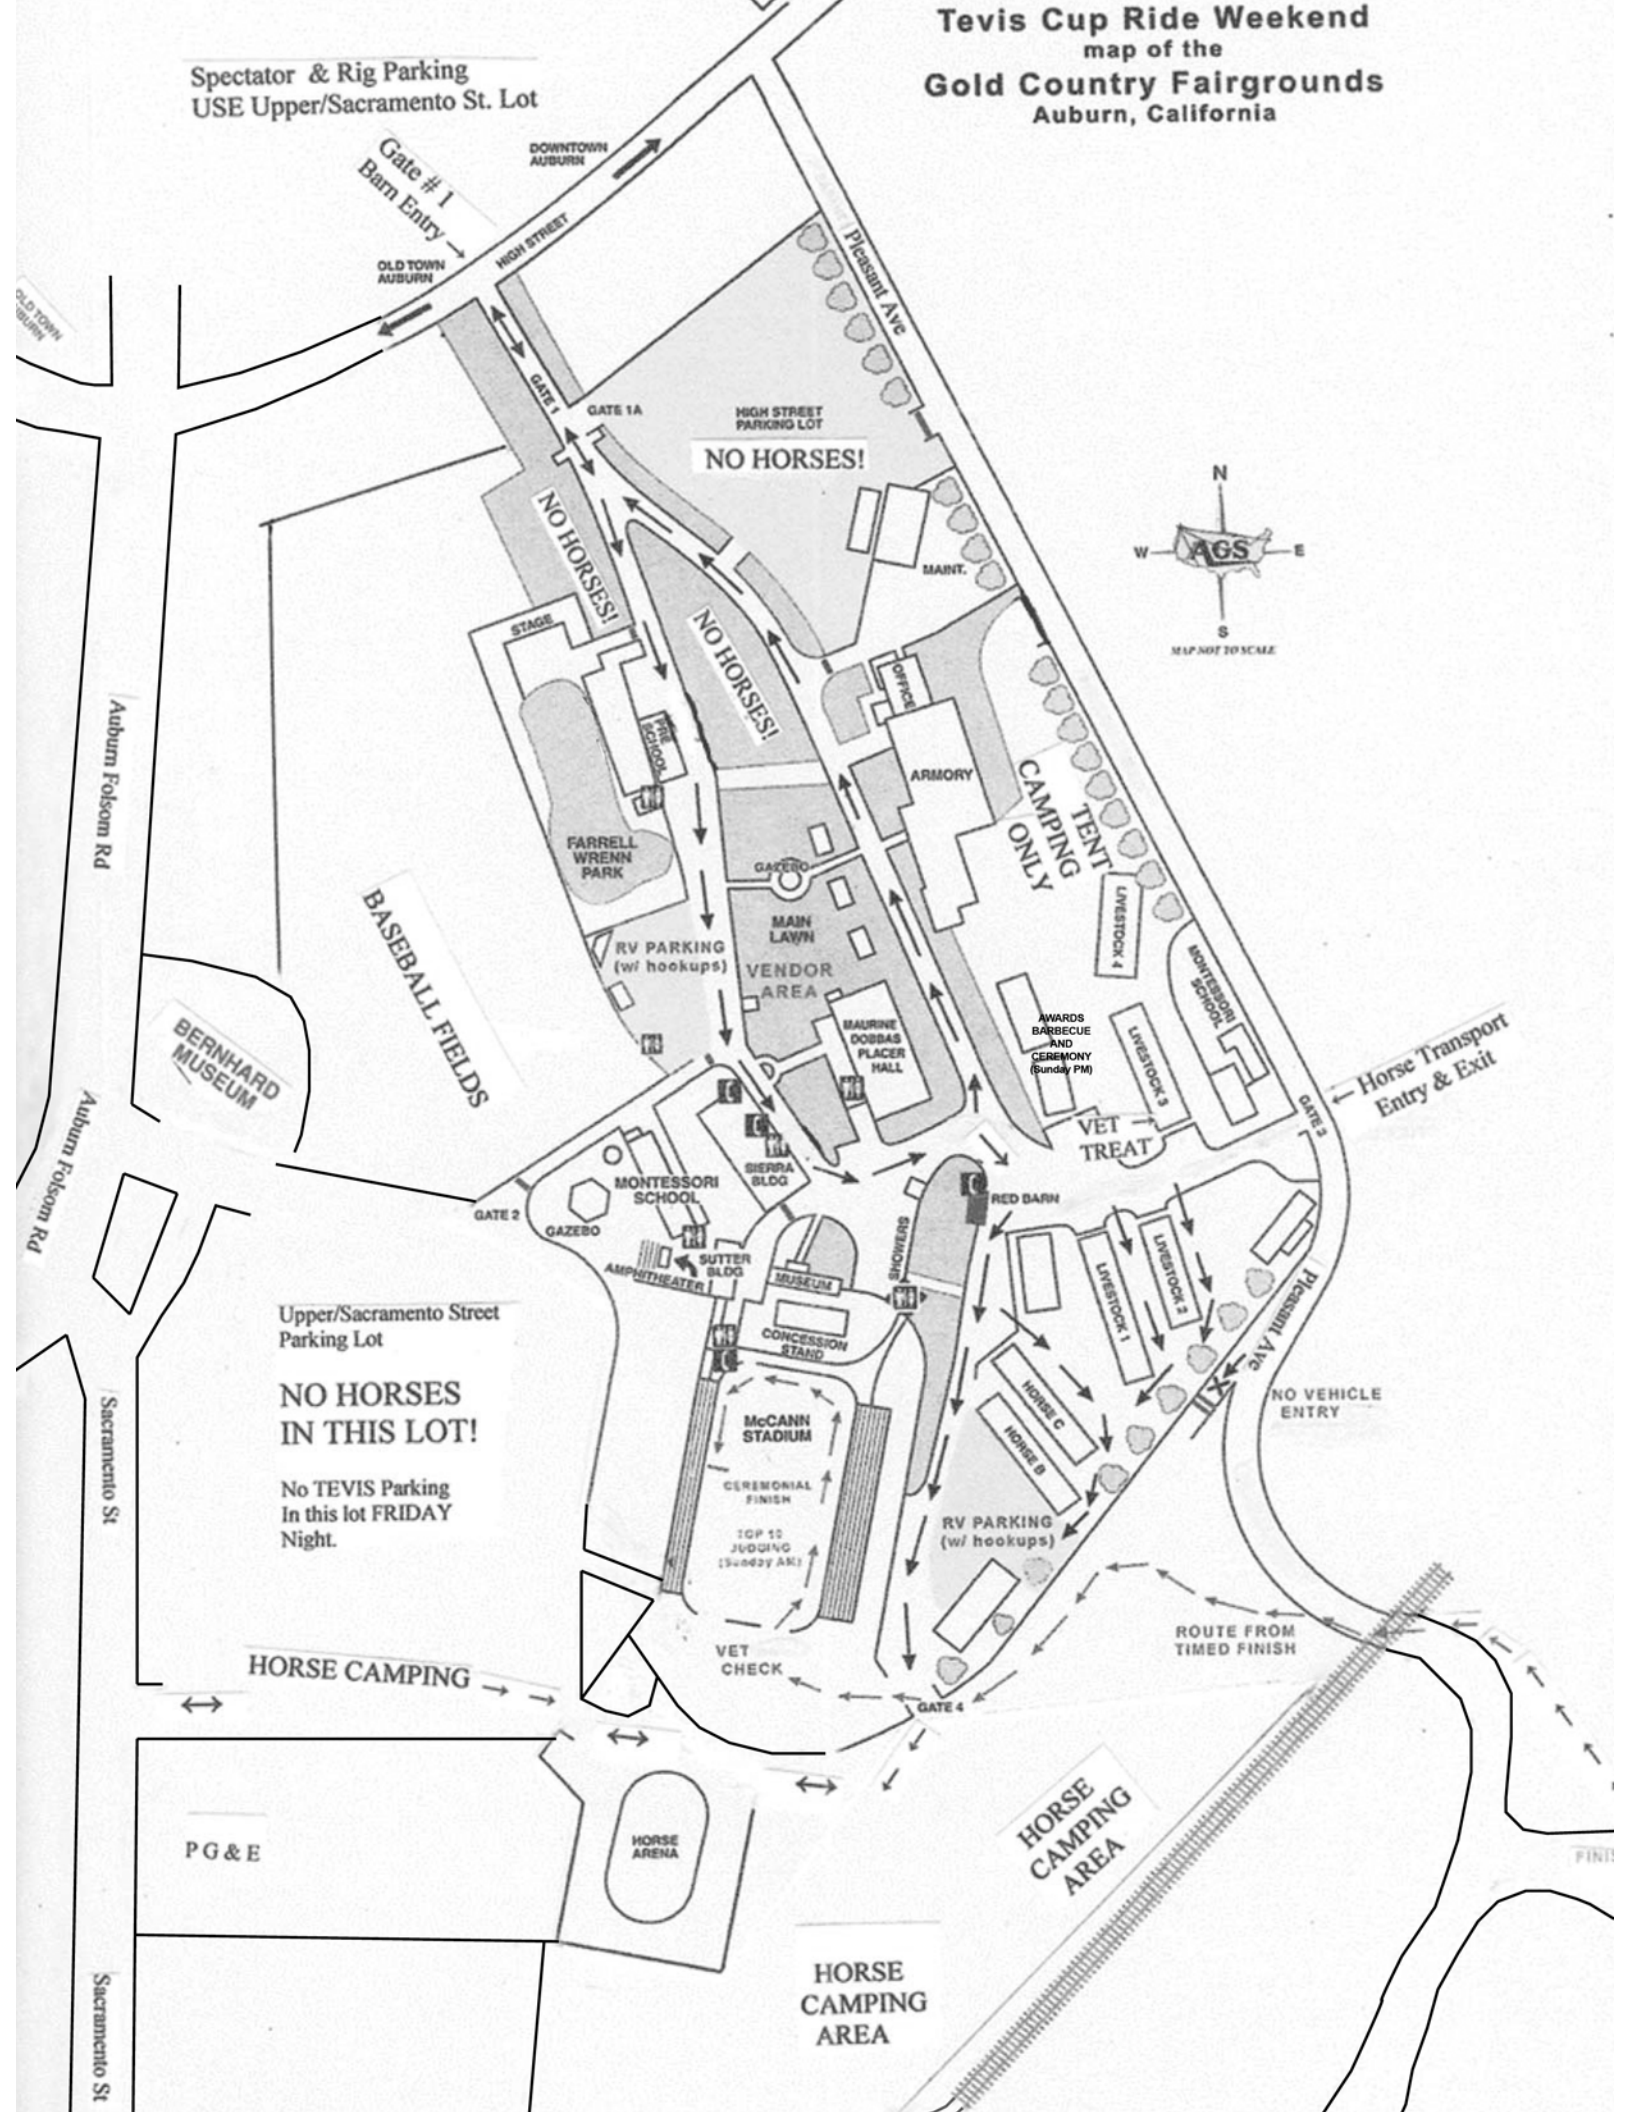 Tevis Cup Ride Weekend
map of the
Gold Country Fairgrounds
Auburn, California
Spectator & Rig Parking
USE Upper/Sacramento St. Lot
DOWNTOWN
AUBURN
Gate # 1
Barn Entry
HIGH STREET
OLD TOWN
AUBURN
OLD TOWN
Pleasant Ave
GATE 1
GATE 1A
HIGH STREET
PARKING LOT
NO HORSES!
NO HORSES!
N
W
AGS
E
S
MAP NOT TO SCALE
MAINT.
STAGE
NO HORSES!
OFFICE
PRE
SCHOOL
ARMORY
TENT
CAMPING
ONLY
Auburn Folsom Rd
FARRELL
WRENN
PARK
GAZEBO
MAIN
LAWN
LIVESTOCK 4
BASEBALL FIELDS
RV PARKING
(w/ hookups)
VENDOR
AREA
MONTESSORI
SCHOOL
BERNHARD
MUSEUM
MAURINE
DOBBAS
PLACER
HALL
AWARDS
BARBECUE
AND
CEREMONY
(Sunday PM)
LIVESTOCK 3
Horse Transport
Entry & Exit
GATE 3
VET
TREAT
Auburn Folsom Rd
SIERRA
BLDG
MONTESSORI
SCHOOL
GATE 2
GAZEBO
RED BARN
SHOWERS
AMPHITHEATER
SUTTER
BLDG
MUSEUM
LIVESTOCK 1
LIVESTOCK 2
CONCESSION
STAND
Pleasant Ave
Upper/Sacramento Street
Parking Lot
NO HORSES
IN THIS LOT!
No TEVIS Parking
In this lot FRIDAY
Night.
Sacramento St
McCANN
STADIUM
CEREMONIAL
FINISH
TOP 10
JUDGING
(Sunday AM)
HORSE C
HORSE B
NO VEHICLE
ENTRY
RV PARKING
(w/ hookups)
ROUTE FROM
TIMED FINISH
VET
CHECK
HORSE CAMPING
GATE 4
HORSE
CAMPING
AREA
PG&E
HORSE
ARENA
HORSE
CAMPING
AREA
Sacramento St